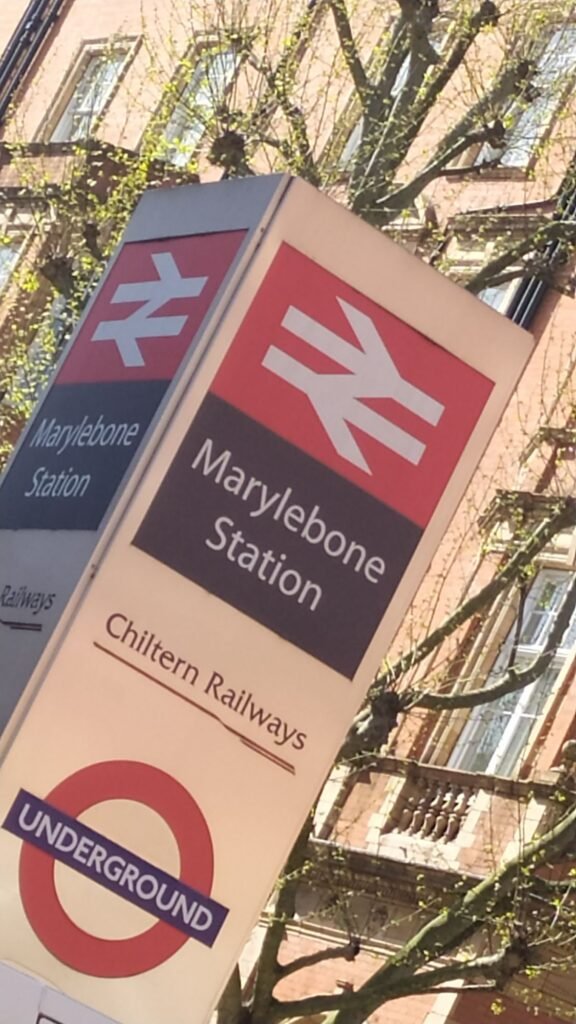 Marylebone
Station
Railways
Marylebone
Station
Chiltern Railways
UNDERGROUND